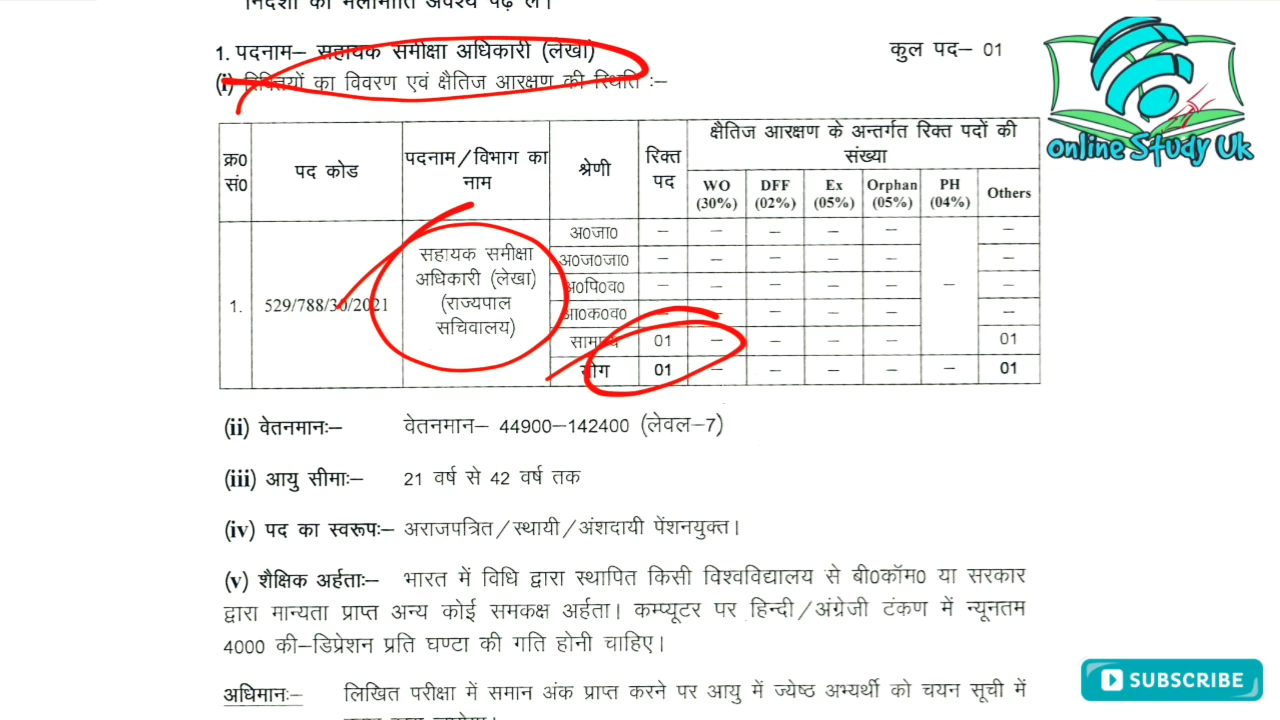 निर्देशों को भलीभांति अवश्य पढ़ लें।
1. पदनाम– सहायक समीक्षा अधिकारी (लेखा) कुल पद– 01
(i) रिक्तियों का विवरण एवं क्षैतिज आरक्षण की स्थिति :–
Online Study Uk
क्र0 सं0 पद कोड पदनाम/विभाग का नाम श्रेणी रिक्त पद क्षैतिज आरक्षण के अन्तर्गत रिक्त पदों की संख्या
WO (30%) DFF (02%) Ex (05%) Orphan (05%) PH (04%) Others
1. 529/788/30/2021 सहायक समीक्षा अधिकारी (लेखा) (राज्यपाल सचिवालय)
अ0जा0 – – – – – –
अ0ज0जा0 – – – – – –
अ0पि0व0 – – – – – – –
आ0क0व0 – – – – – –
सामान्य 01 – – – – 01
योग 01 – – – – – 01
(ii) वेतनमानः– वेतनमान– 44900–142400 (लेवल–7)
(iii) आयु सीमाः– 21 वर्ष से 42 वर्ष तक
(iv) पद का स्वरूपः– अराजपत्रित/स्थायी/अंशदायी पेंशनयुक्त।
(v) शैक्षिक अर्हताः– भारत में विधि द्वारा स्थापित किसी विश्वविद्यालय से बी0कॉम0 या सरकार
द्वारा मान्यता प्राप्त अन्य कोई समकक्ष अर्हता। कम्प्यूटर पर हिन्दी/अंग्रेजी टंकण में न्यूनतम
4000 की–डिप्रेशन प्रति घण्टा की गति होनी चाहिए।
अधिमानः– लिखित परीक्षा में समान अंक प्राप्त करने पर आयु में ज्येष्ठ अभ्यर्थी को चयन सूची में
SUBSCRIBE